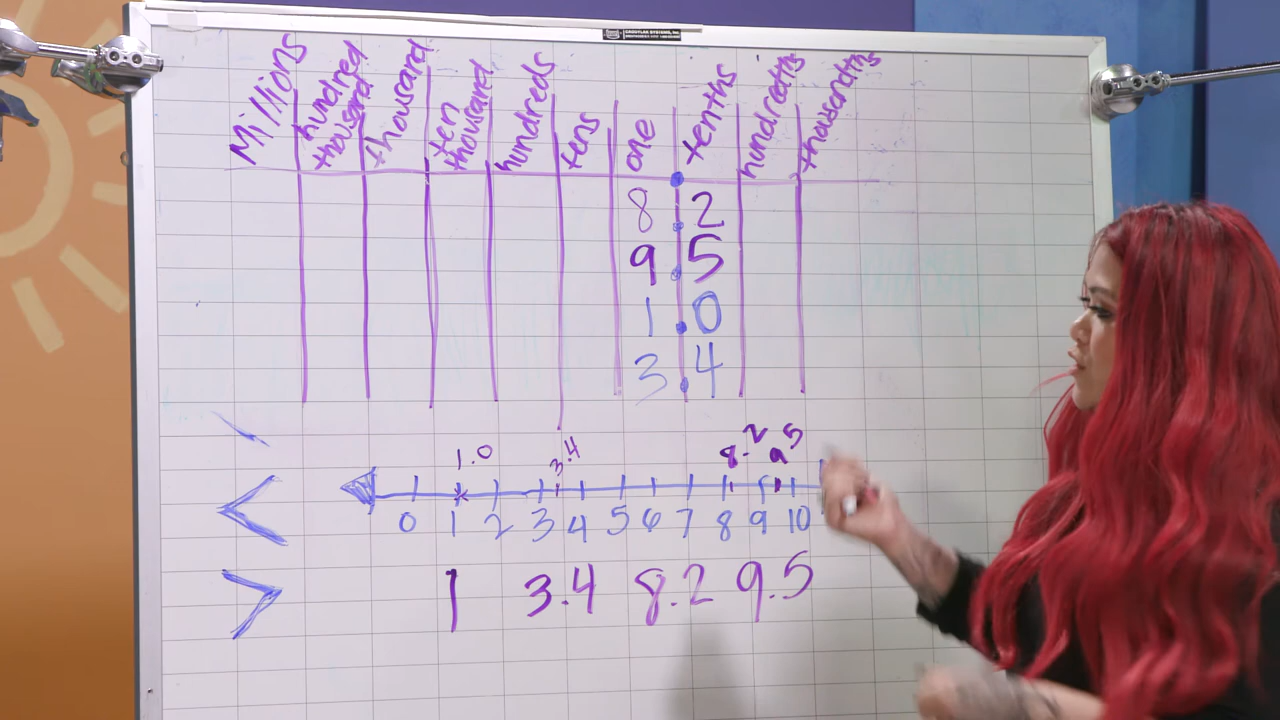 Millions hundred thousand thousand ten thousand hundreds tens one tenths hundredths thousandths
8.2
9.5
1.0
3.4
1.0 3.4 8.2 9.5
< 0 1 2 3 4 5 6 7 8 9 10
> 1 3.4 8.2 9.5